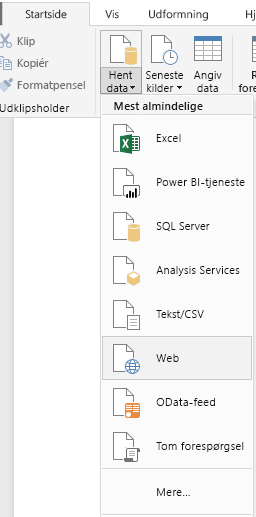 Startside Vis Udformning Hj
Klip
Kopiér
Formatpensel
Udklipsholder
Hent data
Seneste kilder
Angiv data
R
fore
Mest almindelige
Excel
Power BI-tjeneste
SQL Server
Analysis Services
Tekst/CSV
Web
OData-feed
Tom forespørgsel
Mere...